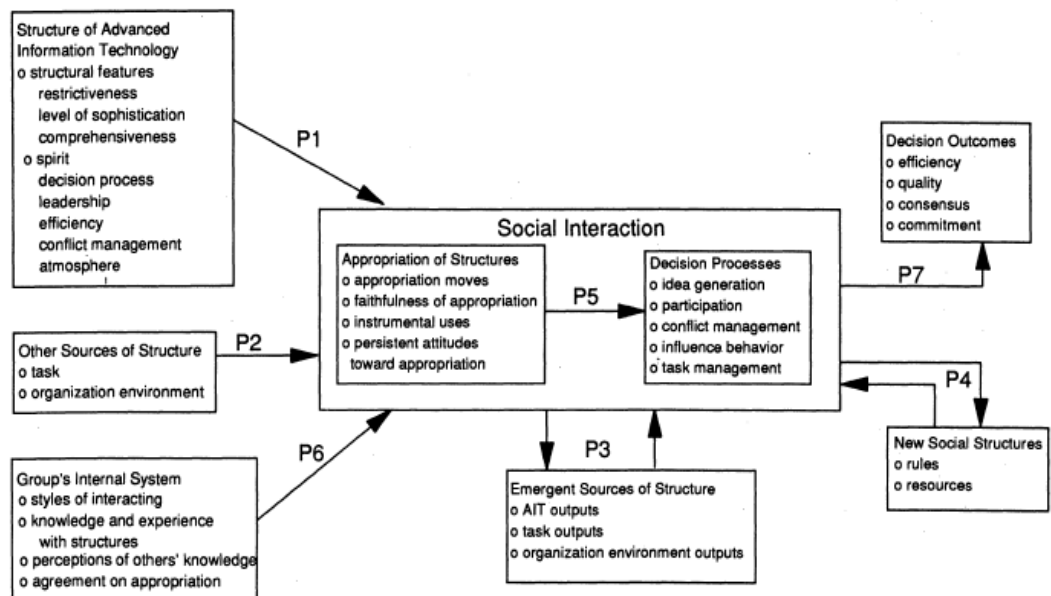 Structure of Advanced
Information Technology
o structural features
restrictiveness
level of sophistication
comprehensiveness
o spirit
decision process
leadership
efficiency
conflict management
atmosphere
P1
Other Sources of Structure
o task
o organization environment
P2
Group's Internal System
o styles of interacting
o knowledge and experience
with structures
o perceptions of others' knowledge
o agreement on appropriation
P6
Social Interaction
Appropriation of Structures
o appropriation moves
o faithfulness of appropriation
o instrumental uses
o persistent attitudes
toward appropriation
P5
Decision Processes
o idea generation
o participation
o conflict management
o influence behavior
o task management
P3
Emergent Sources of Structure
o AIT outputs
o task outputs
o organization environment outputs
Decision Outcomes
o efficiency
o quality
o consensus
o commitment
P7
P4
New Social Structures
o rules
o resources